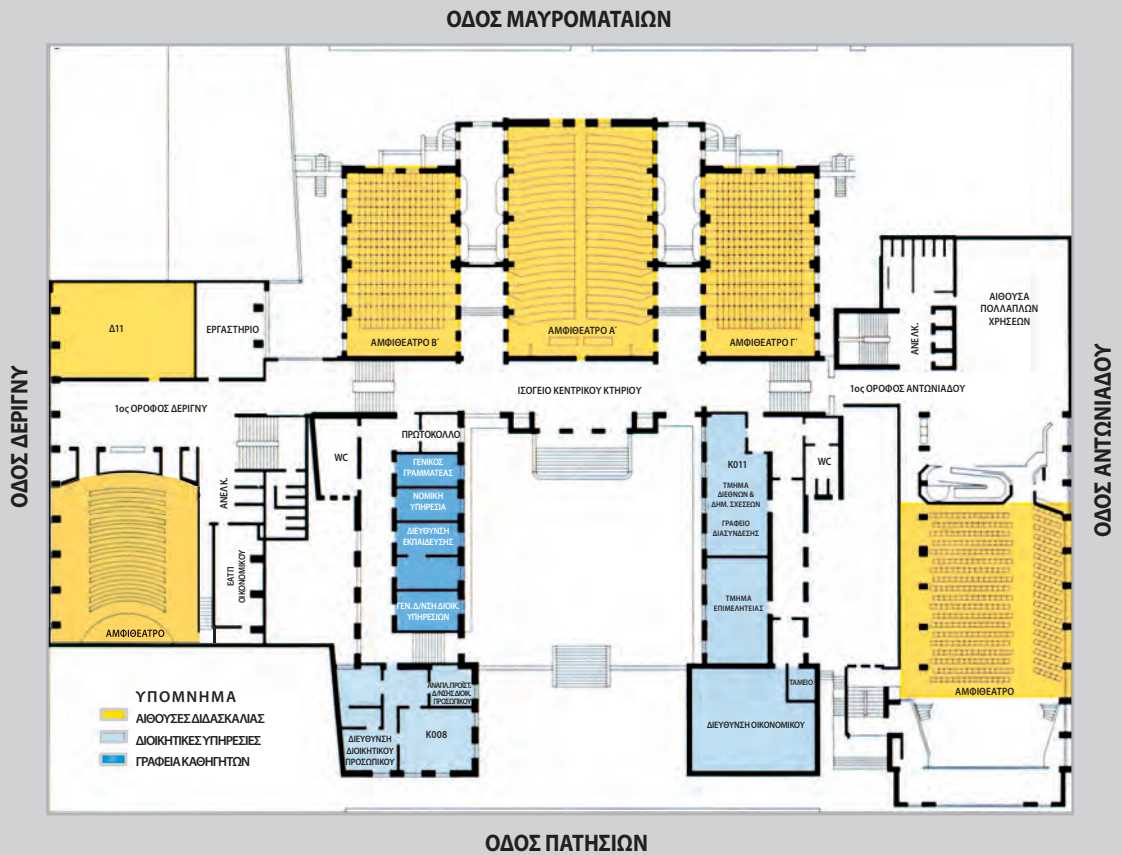 ΟΔΟΣ ΜΑΥΡΟΜΑΤΑΙΩΝ
ΑΜΦΙΘΕΑΤΡΟ Β΄
ΑΜΦΙΘΕΑΤΡΟ Α΄
ΑΜΦΙΘΕΑΤΡΟ Γ΄
Δ11
ΕΡΓΑΣΤΗΡΙΟ
ΑΝΕΛΚ.
ΑΙΘΟΥΣΑ
ΠΟΛΛΑΠΛΩΝ
ΧΡΗΣΕΩΝ
ΟΔΟΣ ΔΕΡΙΓΝΥ
1ος ΟΡΟΦΟΣ ΔΕΡΙΓΝΥ
ΙΣΟΓΕΙΟ ΚΕΝΤΡΙΚΟΥ ΚΤΗΡΙΟΥ
1ος ΟΡΟΦΟΣ ΑΝΤΩΝΙΑΔΟΥ
ΟΔΟΣ ΑΝΤΩΝΙΑΔΟΥ
WC
ΠΡΩΤΟΚΟΛΛΟ
ΓΕΝΙΚΟΣ
ΓΡΑΜΜΑΤΕΑΣ
ΝΟΜΙΚΗ
ΥΠΗΡΕΣΙΑ
ΔΙΕΥΘΥΝΣΗ
ΕΚΠΑΙΔΕΥΣΗΣ
ΓΕΝ. Δ/ΝΣΗ ΔΙΟΙΚ.
ΥΠΗΡΕΣΙΩΝ
Κ011
ΤΜΗΜΑ
ΔΙΕΘΝΩΝ &
ΔΗΜ. ΣΧΕΣΕΩΝ
ΓΡΑΦΕΙΟ
ΔΙΑΣΥΝΔΕΣΗΣ
WC
ΤΜΗΜΑ
ΕΠΙΜΕΛΗΤΕΙΑΣ
ΑΝΕΛΚ.
ΕΑΤΠ
ΟΙΚΟΝΟΜΙΚΟΥ
ΑΜΦΙΘΕΑΤΡΟ
ΑΝΑΠΛ. ΠΡΟΪΣΤ.
Δ/ΝΣΗΣ ΔΙΟΙΚ.
ΠΡΟΣΩΠΙΚΟΥ
Κ008
ΔΙΕΥΘΥΝΣΗ
ΔΙΟΙΚΗΤΙΚΟΥ
ΠΡΟΣΩΠΙΚΟΥ
ΤΑΜΕΙΟ
ΔΙΕΥΘΥΝΣΗ ΟΙΚΟΝΟΜΙΚΟΥ
ΑΜΦΙΘΕΑΤΡΟ
ΥΠΟΜΝΗΜΑ
ΑΙΘΟΥΣΕΣ ΔΙΔΑΣΚΑΛΙΑΣ
ΔΙΟΙΚΗΤΙΚΕΣ ΥΠΗΡΕΣΙΕΣ
ΓΡΑΦΕΙΑ ΚΑΘΗΓΗΤΩΝ
ΟΔΟΣ ΠΑΤΗΣΙΩΝ